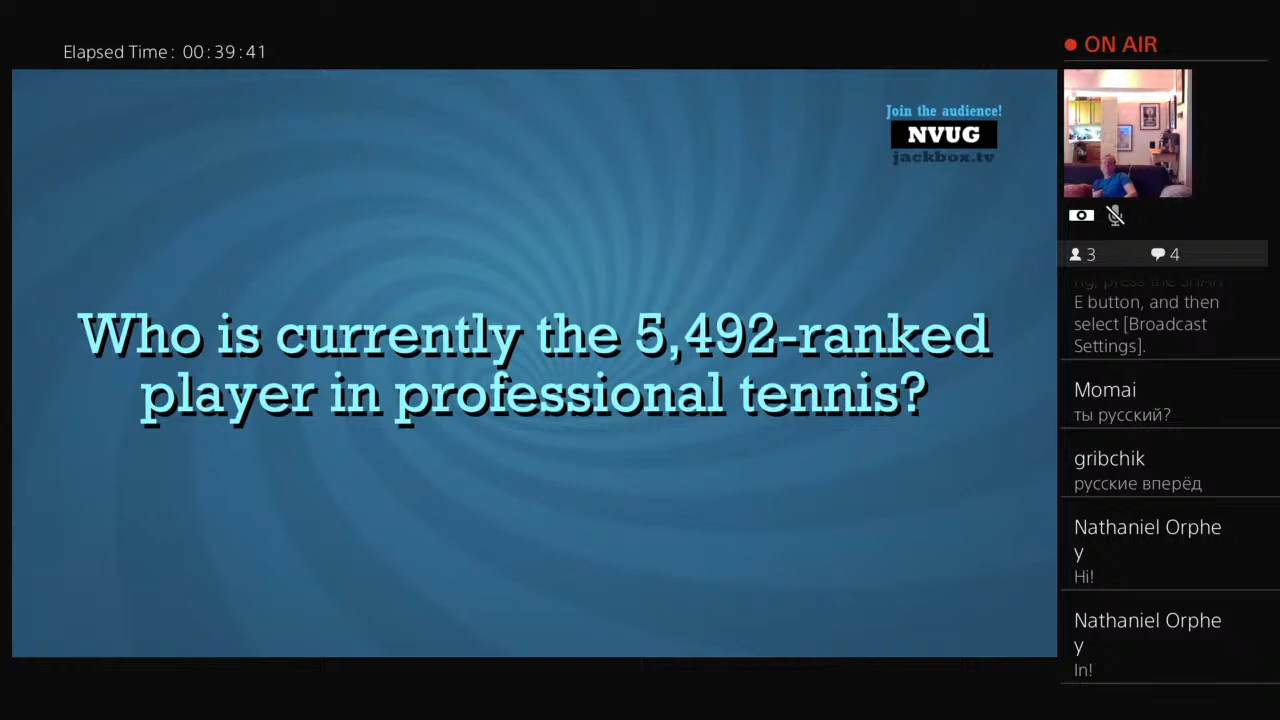 Elapsed Time: 00:39:41
ON AIR
Join the audience!
NVUG
jackbox.tv
Who is currently the 5,492-ranked
player in professional tennis?
3
4
E button, and then
select [Broadcast
Settings].
Momai
ты русский?
gribchik
русские вперёд
Nathaniel Orphe
y
Hi!
Nathaniel Orphe
y
In!